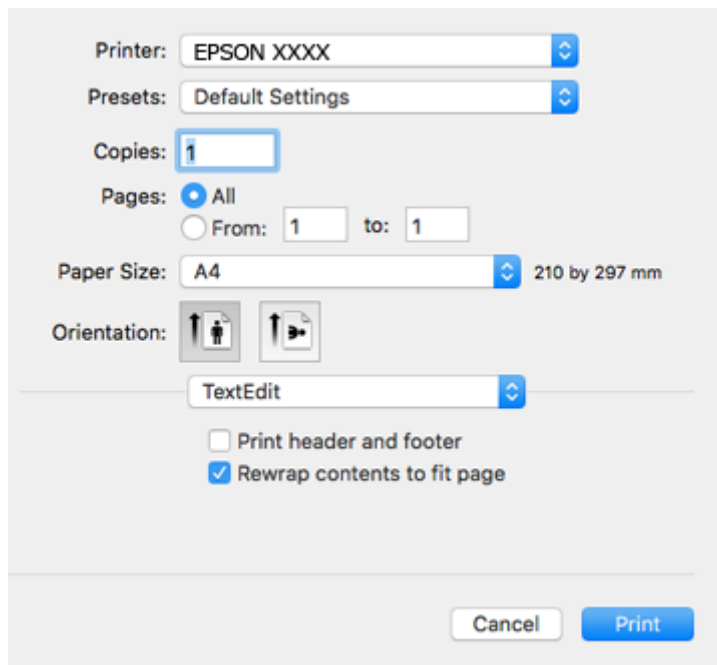 Printer: EPSON XXXX
Presets: Default Settings
Copies: 1
Pages: All
From: 1 to: 1
Paper Size: A4 210 by 297 mm
Orientation:
TextEdit
Print header and footer
Rewrap contents to fit page
Cancel Print